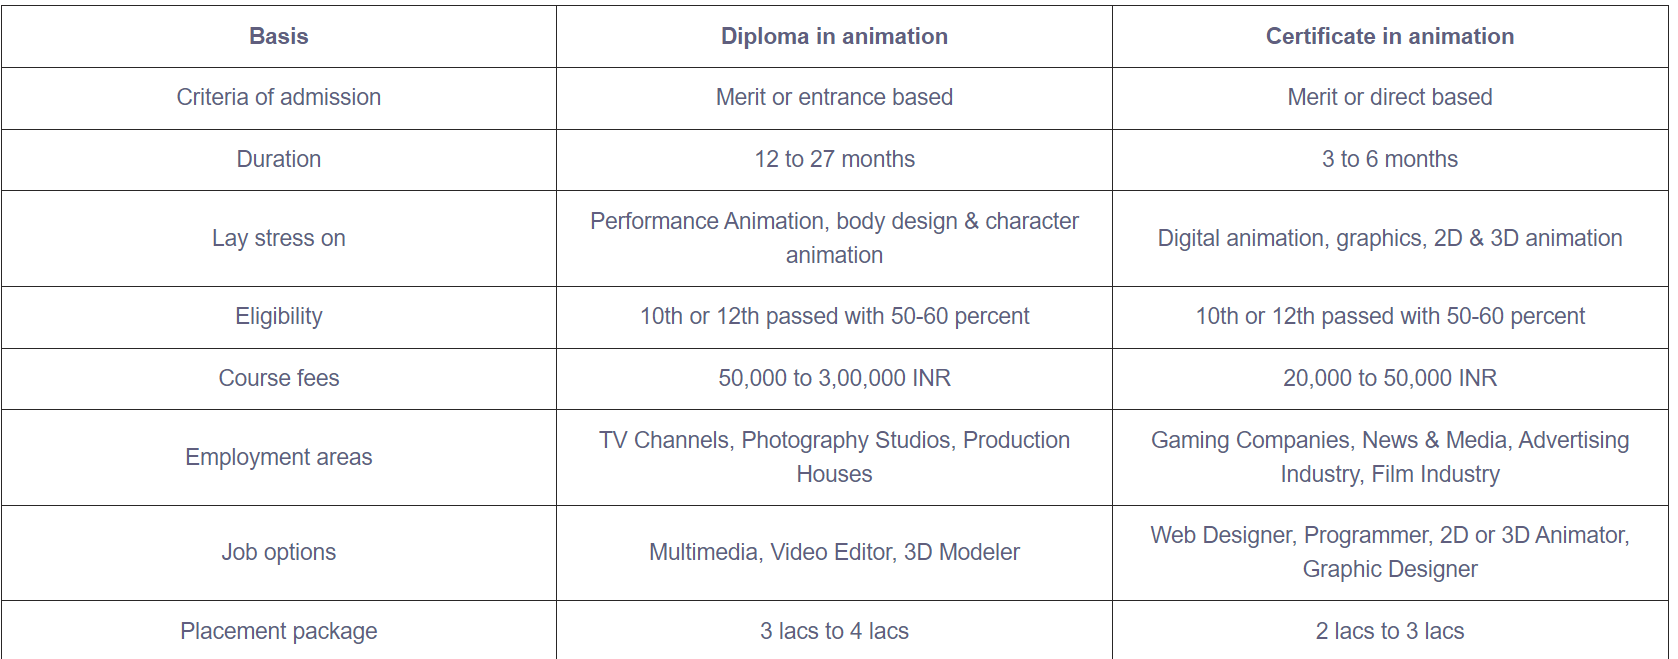 Basis Diploma in animation Certificate in animation
Criteria of admission Merit or entrance based Merit or direct based
Duration 12 to 27 months 3 to 6 months
Lay stress on Performance Animation, body design & character
animation Digital animation, graphics, 2D & 3D animation
Eligibility 10th or 12th passed with 50-60 percent 10th or 12th passed with 50-60 percent
Course fees 50,000 to 3,00,000 INR 20,000 to 50,000 INR
Employment areas TV Channels, Photography Studios, Production
Houses Gaming Companies, News & Media, Advertising
Industry, Film Industry
Job options Multimedia, Video Editor, 3D Modeler Web Designer, Programmer, 2D or 3D Animator,
Graphic Designer
Placement package 3 lacs to 4 lacs 2 lacs to 3 lacs